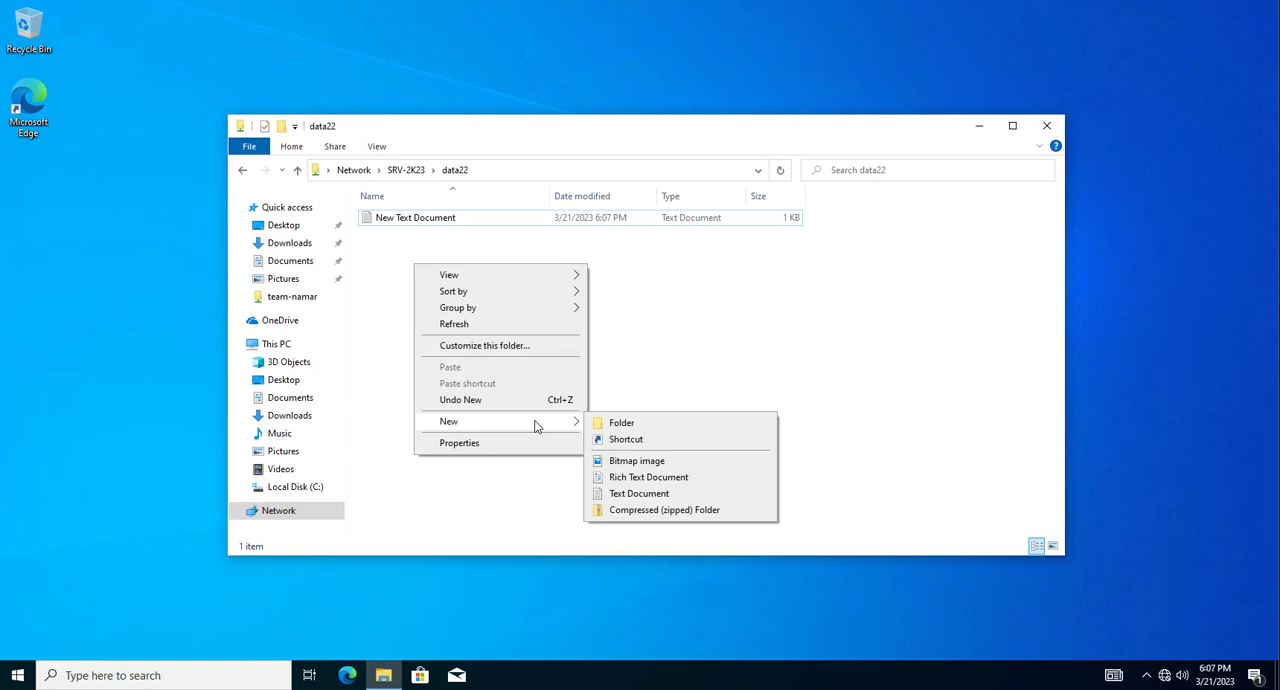 Recycle Bin
Microsoft
Edge
data22
File Home Share View
Network SRV-2K23 data22
Search data22
Name Date modified Type Size
New Text Document 3/21/2023 6:07 PM Text Document 1 KB
Quick access
Desktop
Downloads
Documents
Pictures
team-namar
OneDrive
This PC
3D Objects
Desktop
Documents
Downloads
Music
Pictures
Videos
Local Disk (C:)
Network
View
Sort by
Group by
Refresh
Customize this folder...
Paste
Paste shortcut
Undo New Ctrl+Z
New
Properties
Folder
Shortcut
Bitmap image
Rich Text Document
Text Document
Compressed (zipped) Folder
1 item
Type here to search
6:07 PM
3/21/2023
1